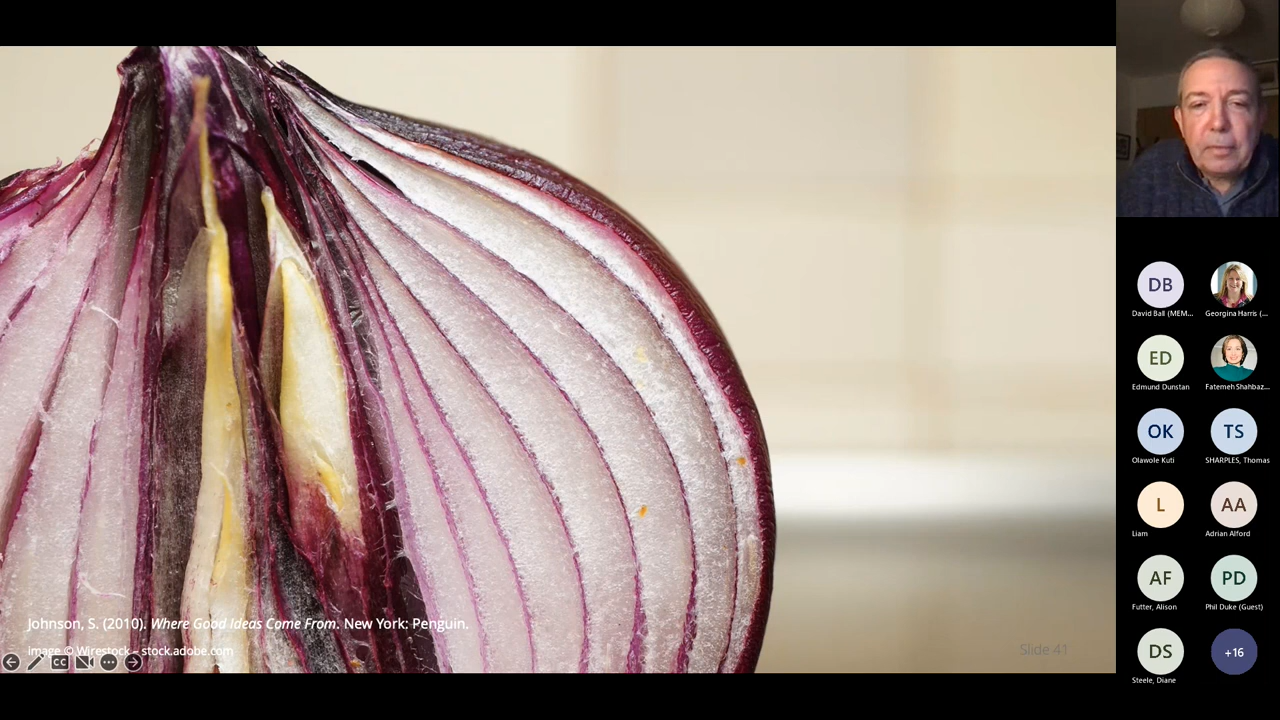 Johnson, S. (2010). Where Good Ideas Come From. New York: Penguin.
image © Wirestock – stock.adobe.com
Slide 41
CC
DB
David Ball (MEM...
Georgina Harris (...
ED
Edmund Dunstan
Fatemeh Shahbaz...
OK
Olawole Kuti
TS
SHARPLES, Thomas
L
Liam
AA
Adrian Alford
AF
Futter, Alison
PD
Phil Duke (Guest)
DS
Steele, Diane
+16